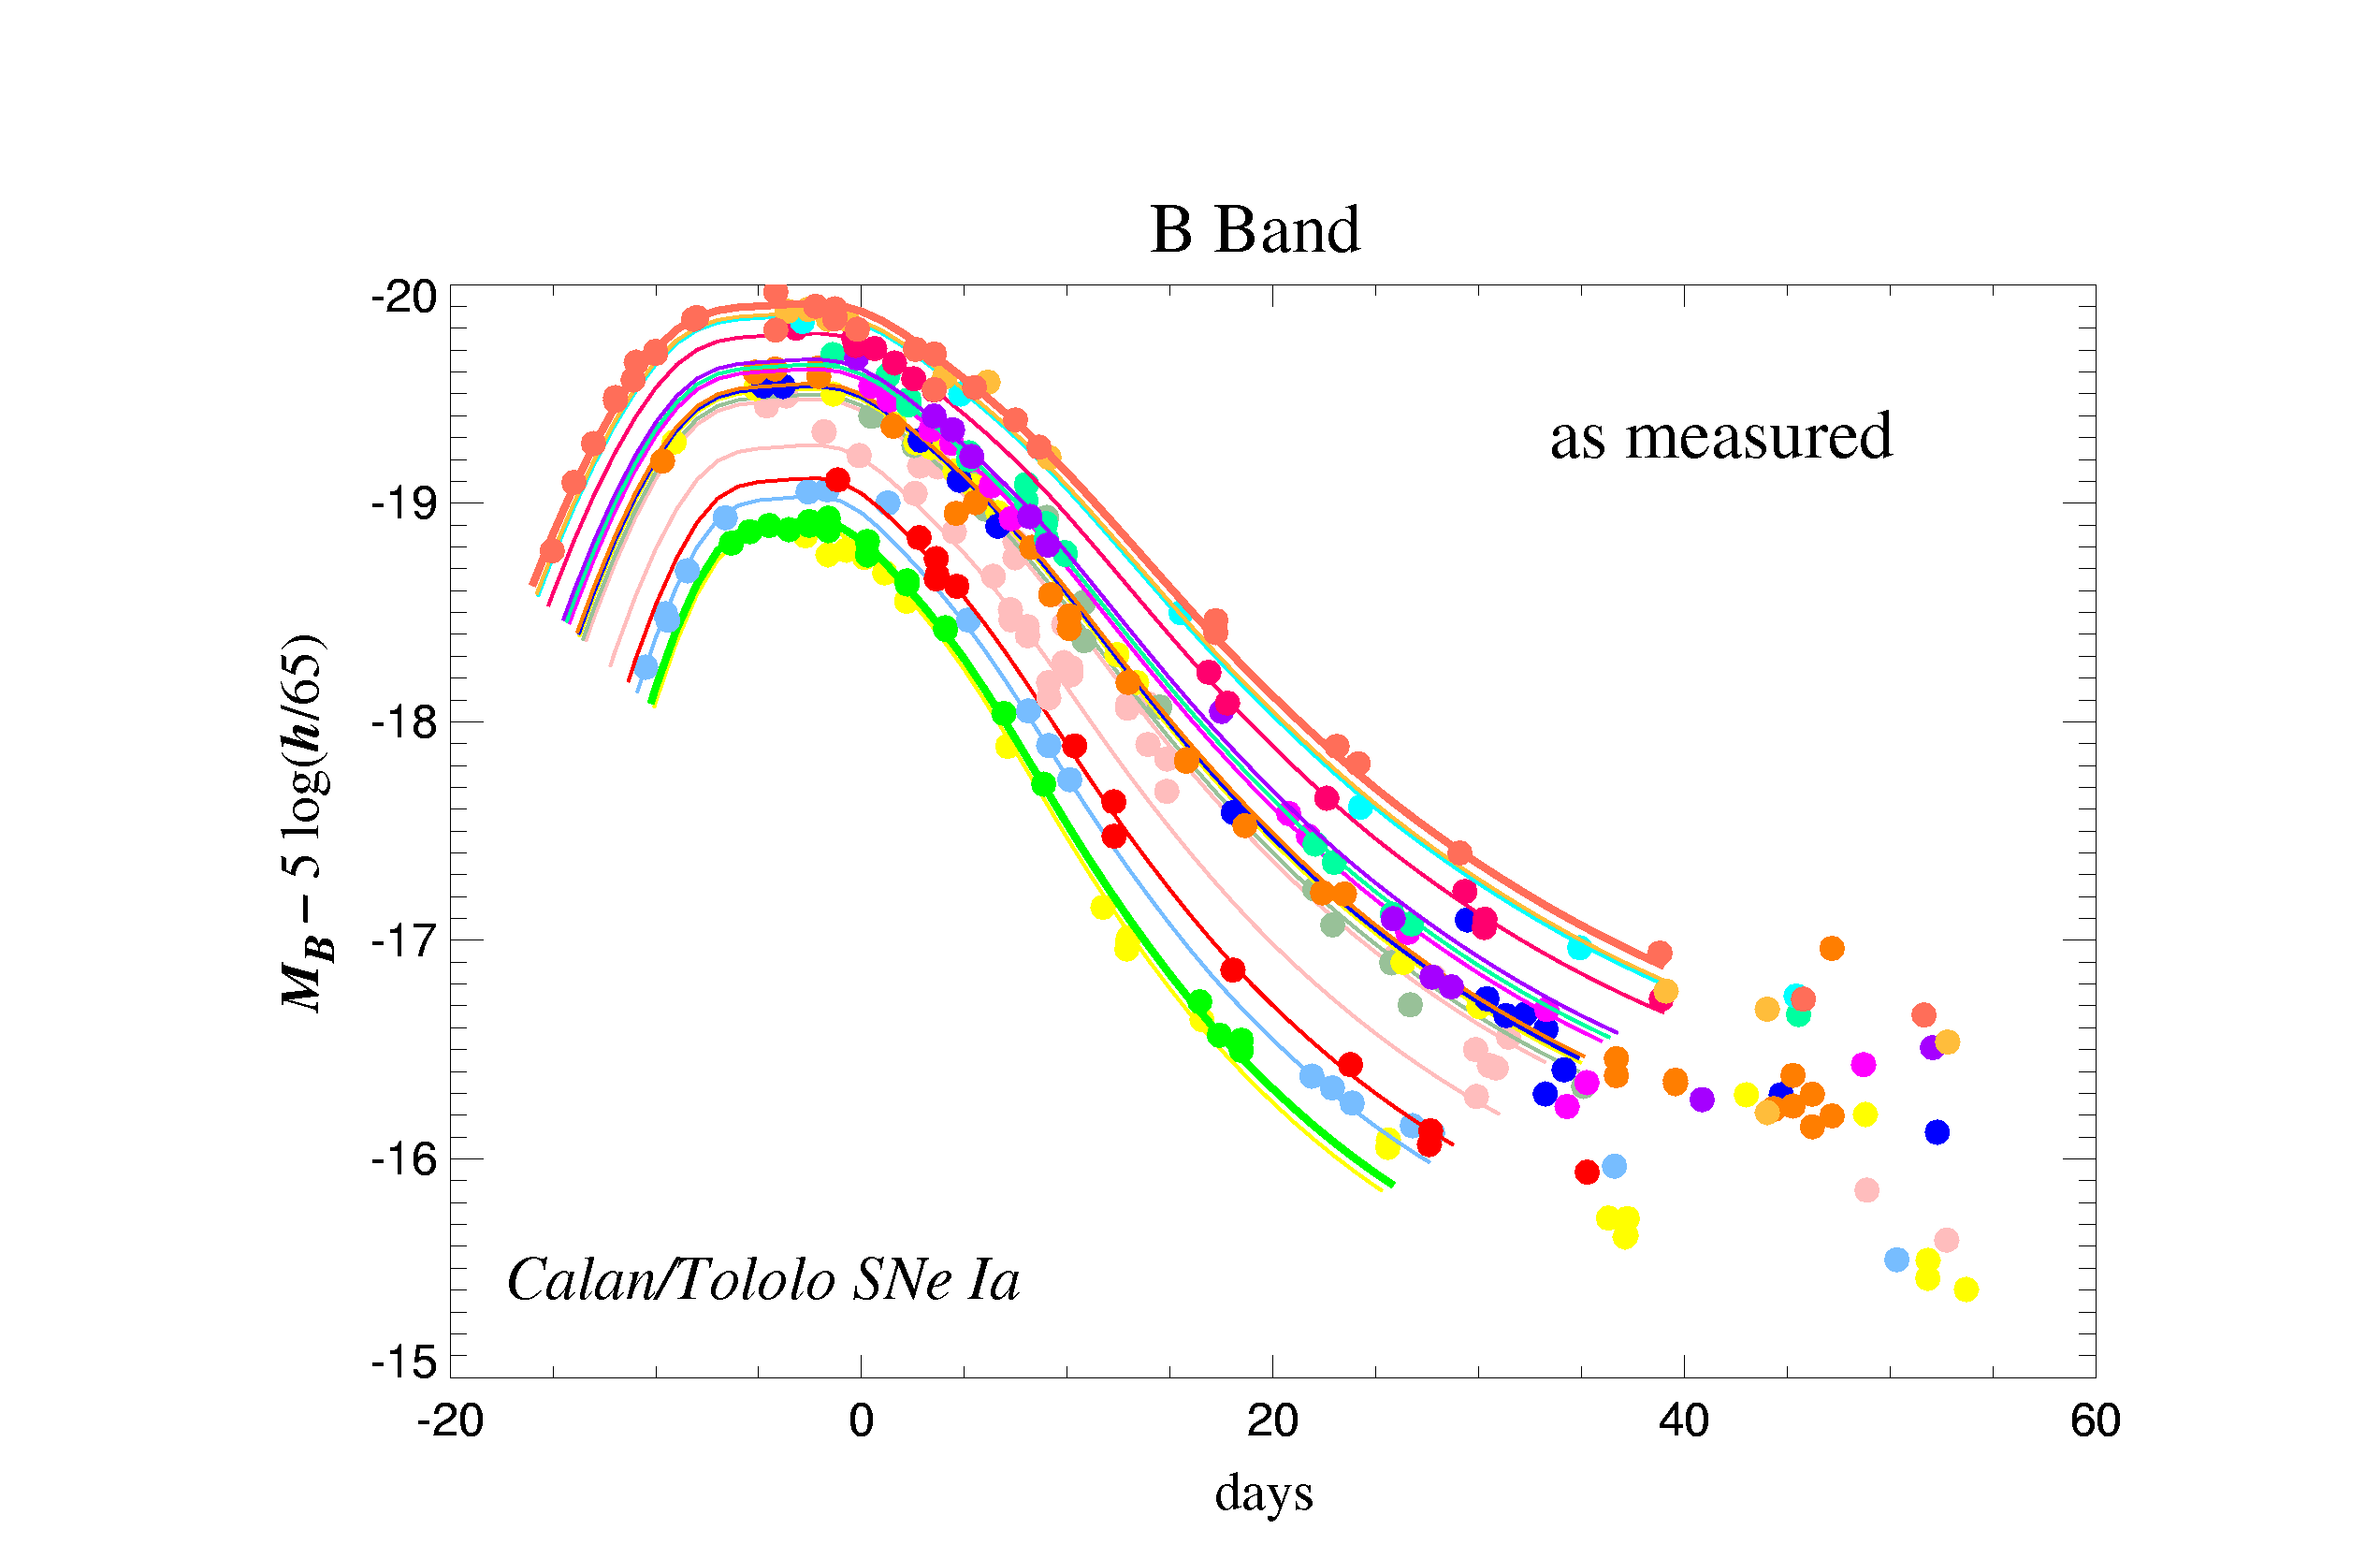 B Band
as measured
-20
-19
-18
-17
-16
-15
M_B – 5 log(h/65)
Calan/Tololo SNe Ia
-20 0 20 40 60
days